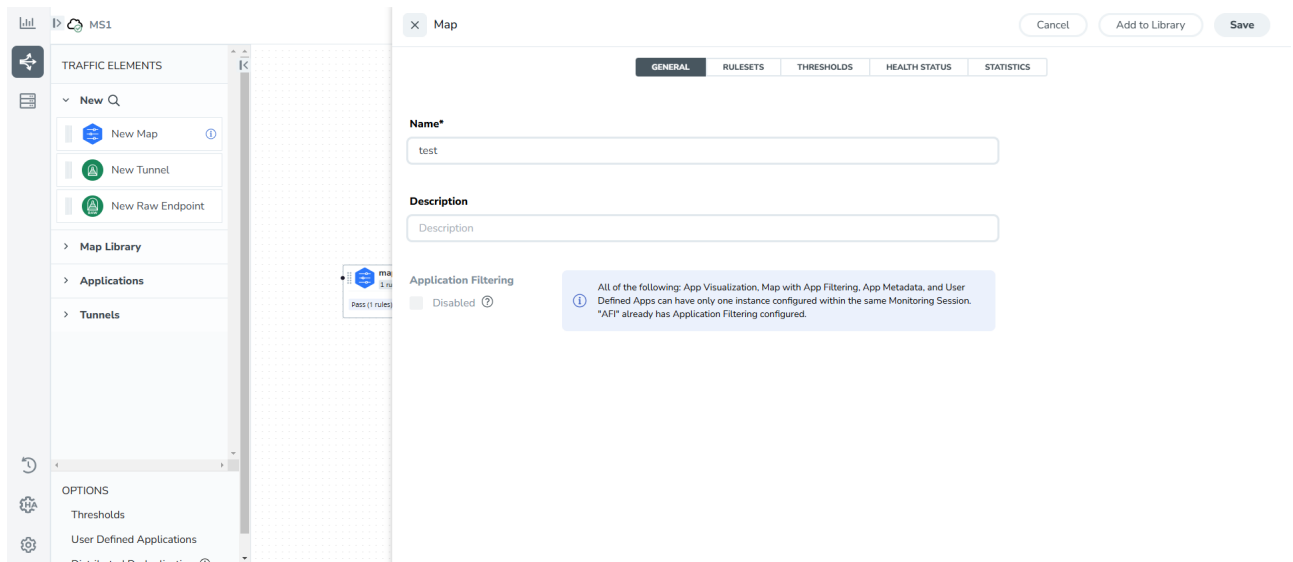 MS1
Map
Cancel
Add to Library
Save
TRAFFIC ELEMENTS
GENERAL
RULESETS
THRESHOLDS
HEALTH STATUS
STATISTICS
New
New Map
New Tunnel
New Raw Endpoint
Map Library
Applications
Tunnels
Name*
test
Description
Description
Application Filtering
Disabled
All of the following: App Visualization, Map with App Filtering, App Metadata, and User
Defined Apps can have only one instance configured within the same Monitoring Session.
"AFI" already has Application Filtering configured.
Pass (1 rules)
HA
OPTIONS
Thresholds
User Defined Applications